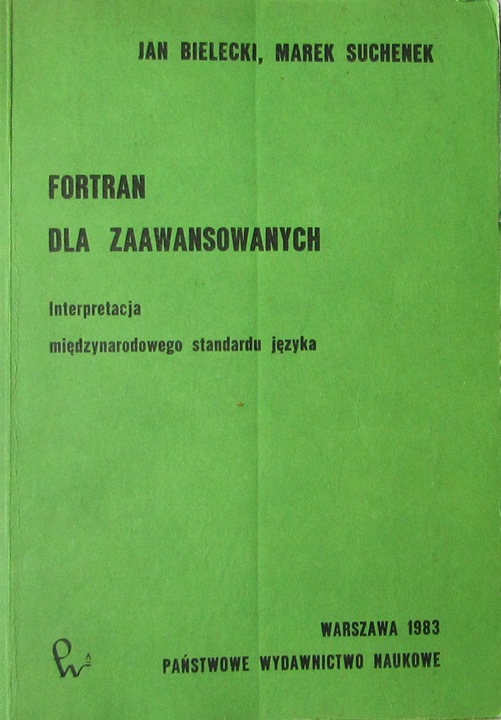 JAN BIELECKI, MAREK SUCHENEK
FORTRAN
DLA ZAAWANSOWANYCH
Interpretacja
międzynarodowego standardu języka
WARSZAWA 1983
PAŃSTWOWE WYDAWNICTWO NAUKOWE